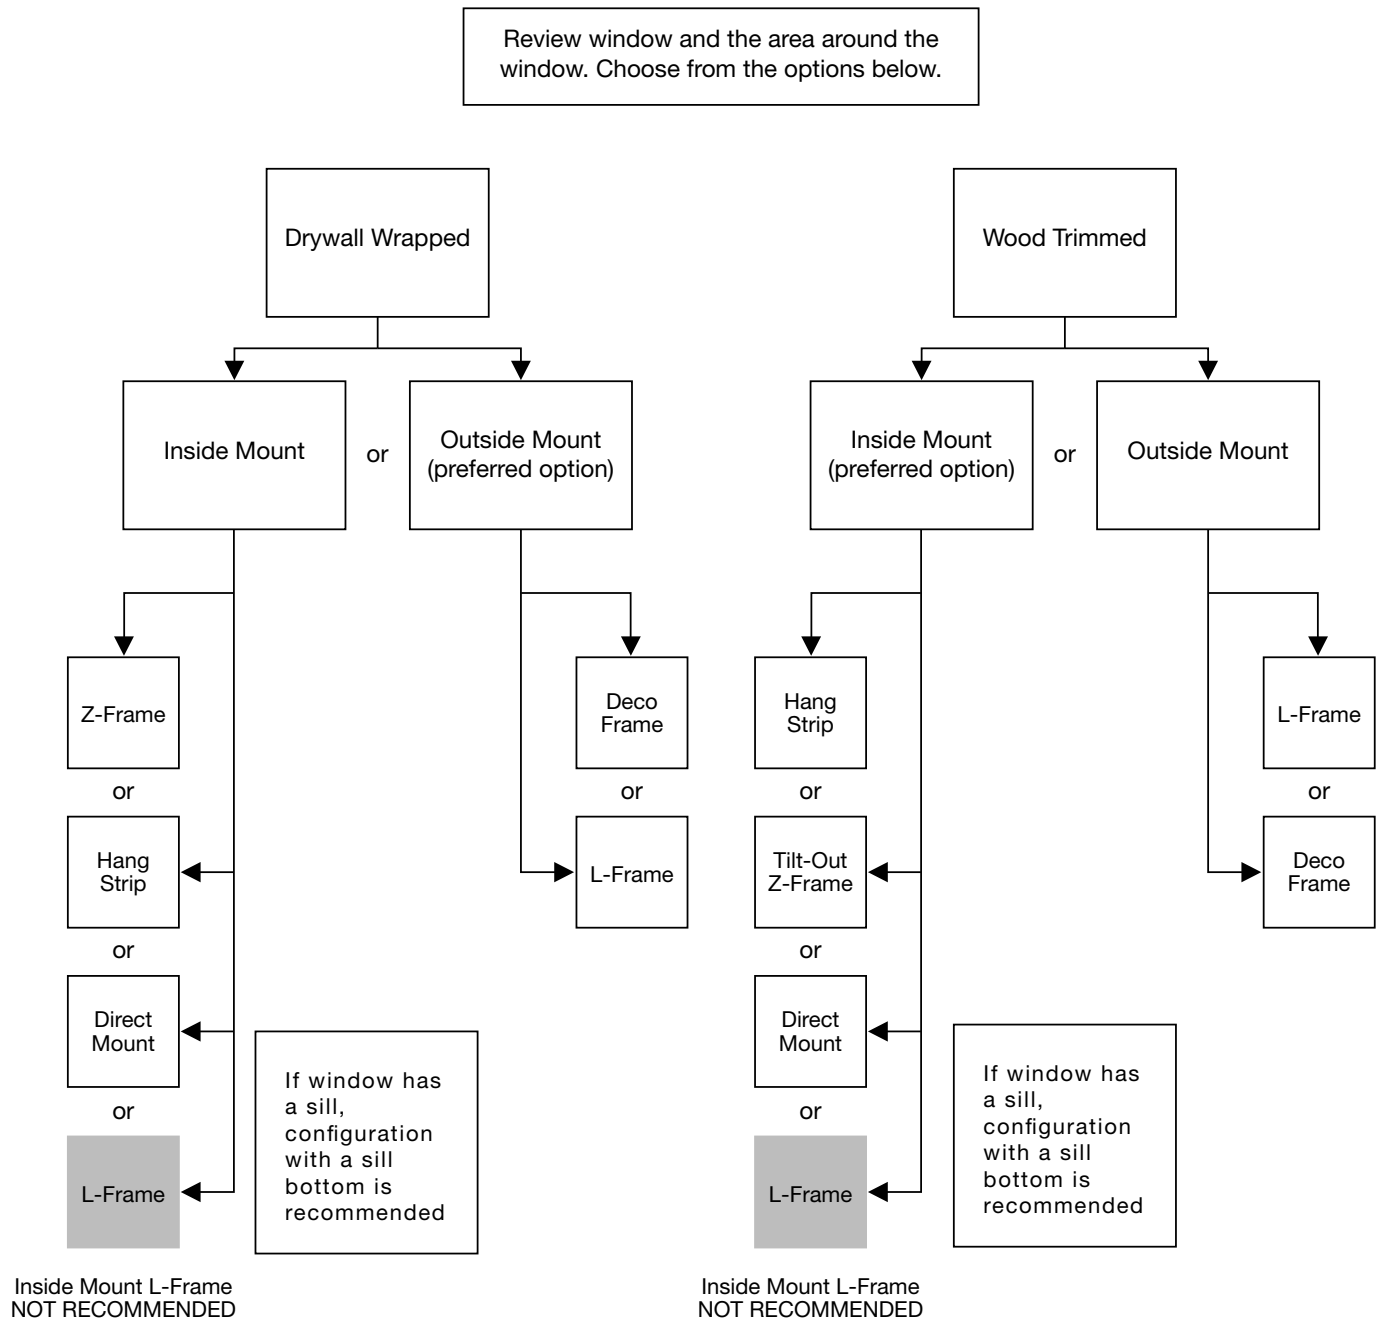 Review window and the area around the
window. Choose from the options below.
Drywall Wrapped
Wood Trimmed
Inside Mount
or
Outside Mount
(preferred option)
Inside Mount
(preferred option)
or
Outside Mount
Z-Frame
or
Hang
Strip
or
Direct
Mount
or
L-Frame
Inside Mount L-Frame
NOT RECOMMENDED
If window has
a sill,
configuration
with a sill
bottom is
recommended
Deco
Frame
or
L-Frame
Hang
Strip
or
Tilt-Out
Z-Frame
or
Direct
Mount
or
L-Frame
Inside Mount L-Frame
NOT RECOMMENDED
If window has
a sill,
configuration
with a sill
bottom is
recommended
L-Frame
or
Deco
Frame